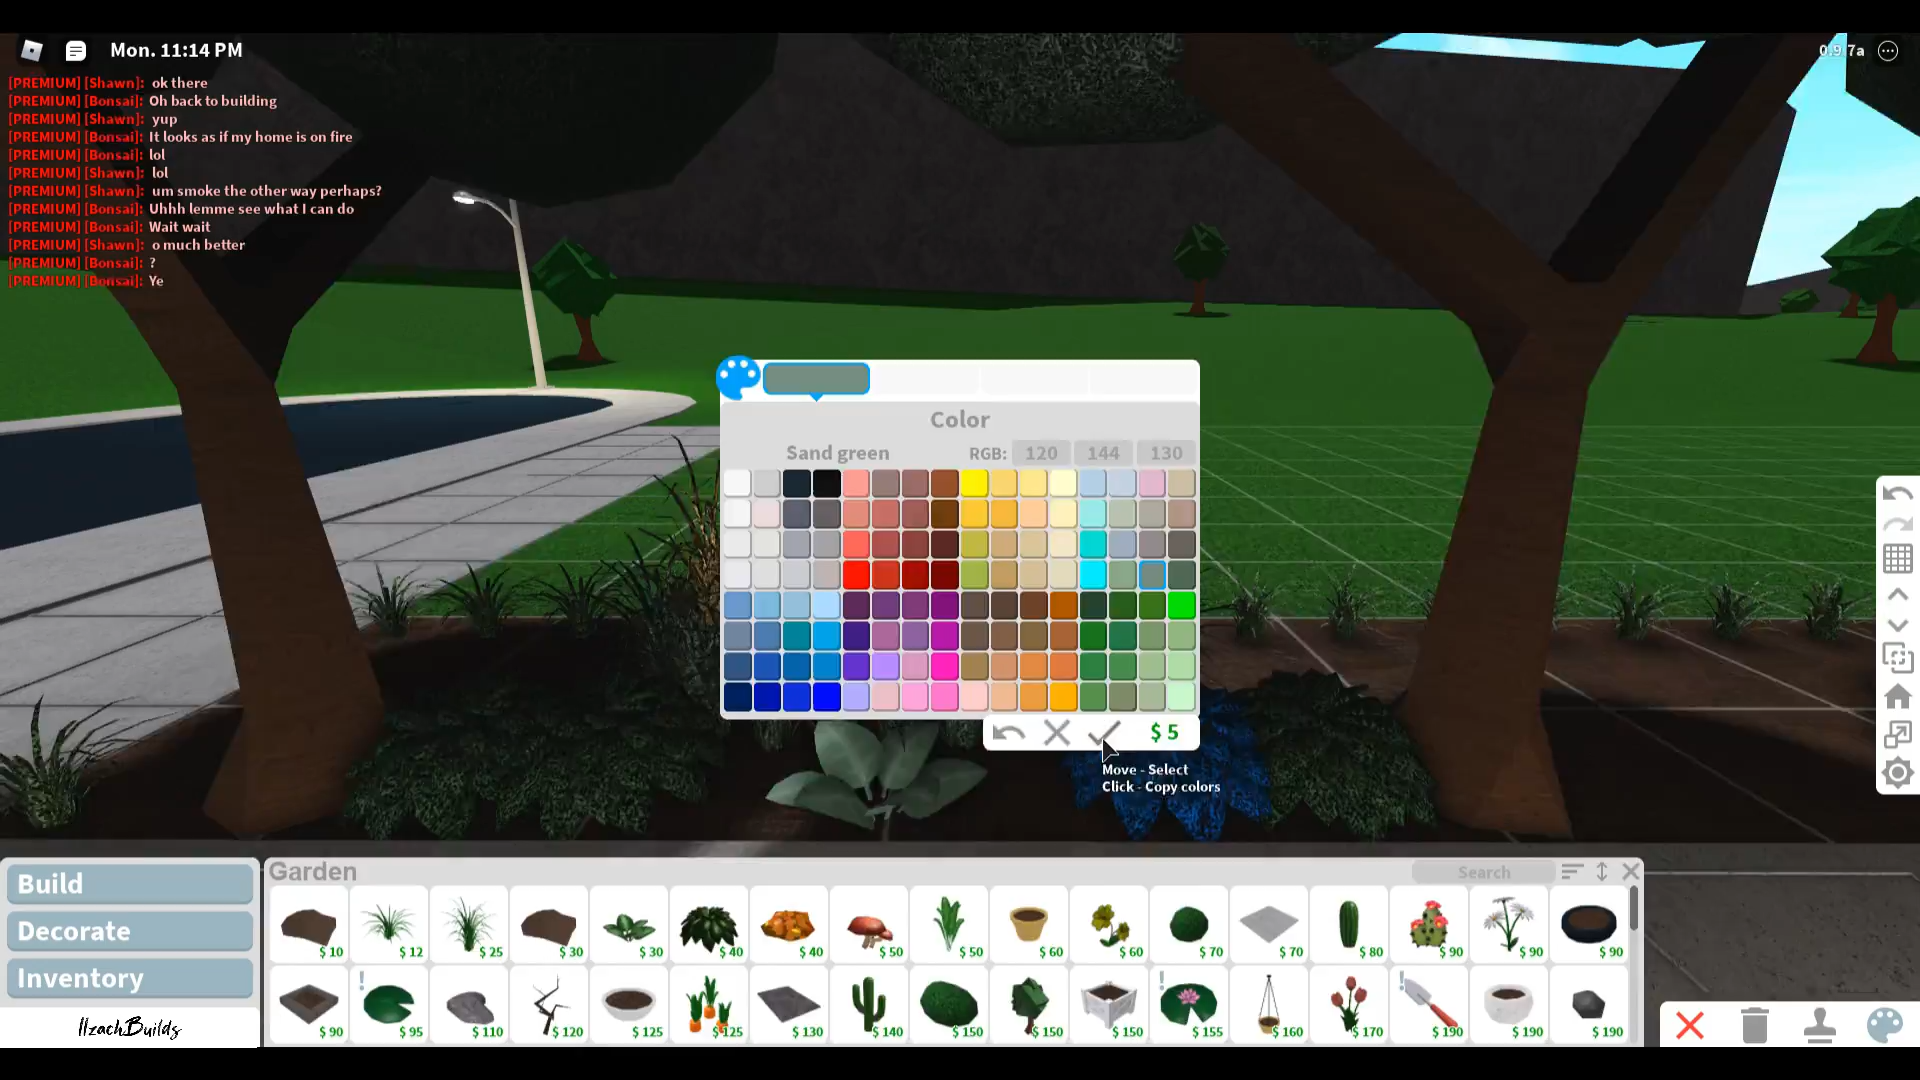 Mon. 11:14 PM
0.9.7a
[PREMIUM] [Shawn]: ok there
[PREMIUM] [Bonsai]: Oh back to building
[PREMIUM] [Shawn]: yup
[PREMIUM] [Bonsai]: It looks as if my home is on fire
[PREMIUM] [Bonsai]: lol
[PREMIUM] [Shawn]: lol
[PREMIUM] [Shawn]: um smoke the other way perhaps?
[PREMIUM] [Bonsai]: Uhhh lemme see what I can do
[PREMIUM] [Bonsai]: Wait wait
[PREMIUM] [Shawn]: o much better
[PREMIUM] [Bonsai]: ?
[PREMIUM] [Bonsai]: Ye
Color
Sand green RGB: 120 144 130
$ 5
Move - Select
Click - Copy colors
Build
Decorate
Inventory
IIzachBuilds
Garden
Search
$ 10 $ 12 $ 25 $ 30 $ 30 $ 40 $ 40 $ 50 $ 50 $ 60 $ 60 $ 70 $ 70 $ 80 $ 90 $ 90 $ 90
$ 90 $ 95 $ 110 $ 120 $ 125 $ 125 $ 130 $ 140 $ 150 $ 150 $ 150 $ 155 $ 160 $ 170 $ 190 $ 190 $ 190